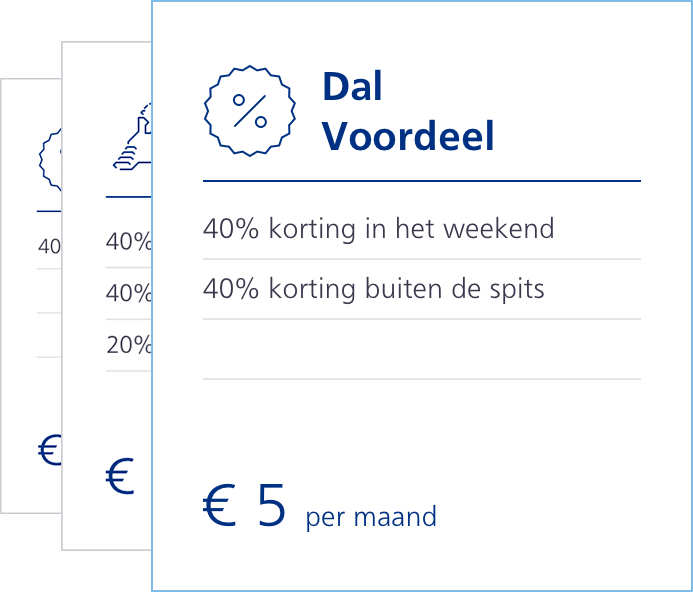 Dal
Voordeel
40% korting in het weekend
40% korting buiten de spits
€ 5 per maand
40%
40%
20%
€
40
€